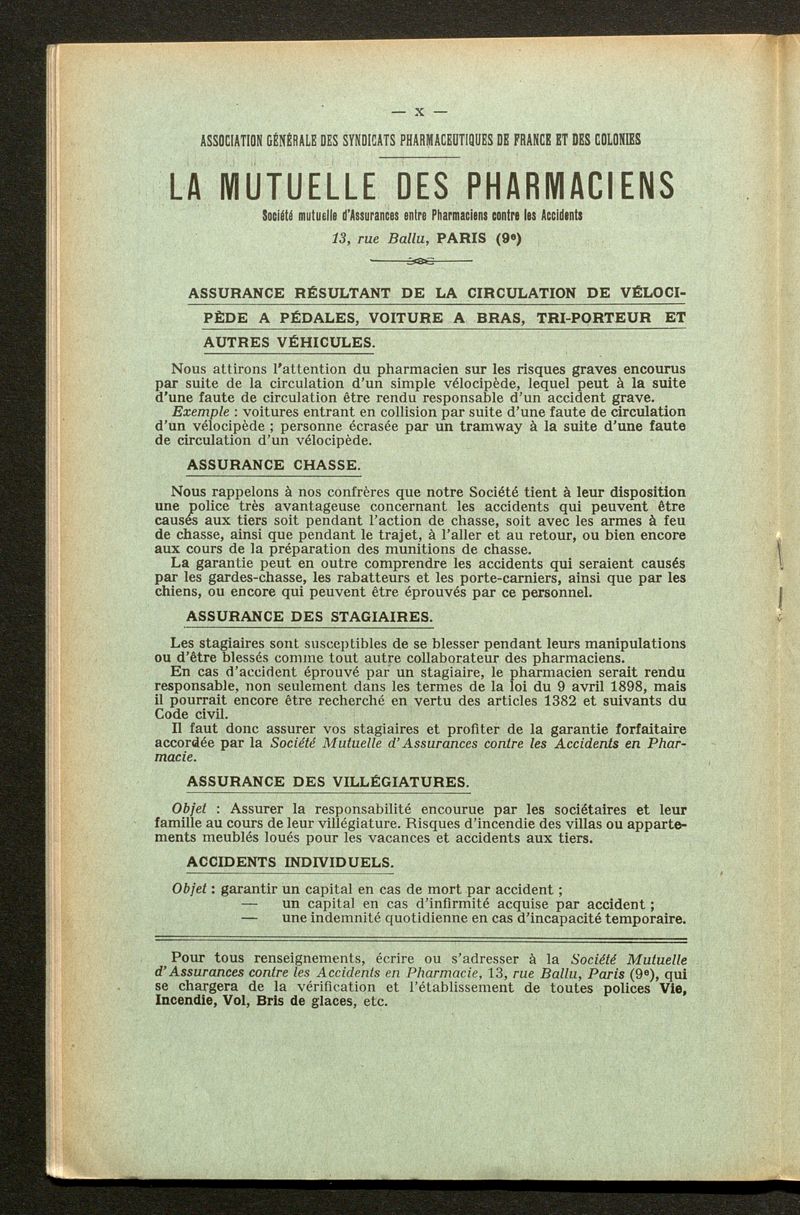 — X —
ASSOCIATION GÉNÉRALE DES SYNDICATS PHARMACEUTIQUES DE FRANCE ET DES COLONIES
LA MUTUELLE DES PHARMACIENS
Société mutuelle d'Assurances entre Pharmaciens contre les Accidents
13, rue Ballu, PARIS (9e)
ASSURANCE RÉSULTANT DE LA CIRCULATION DE VÉLOCI-
PÈDE A PÉDALES, VOITURE A BRAS, TRI-PORTEUR ET
AUTRES VÉHICULES.
Nous attirons l'attention du pharmacien sur les risques graves encourus
par suite de la circulation d'un simple vélocipède, lequel peut à la suite
d'une faute de circulation être rendu responsable d'un accident grave.
Exemple : voitures entrant en collision par suite d'une faute de circulation
d'un vélocipède ; personne écrasée par un tramway à la suite d'une faute
de circulation d'un vélocipède.
ASSURANCE CHASSE.
Nous rappelons à nos confrères que notre Société tient à leur disposition
une police très avantageuse concernant les accidents qui peuvent être
causés aux tiers soit pendant l'action de chasse, soit avec les armes à feu
de chasse, ainsi que pendant le trajet, à l'aller et au retour, ou bien encore
aux cours de la préparation des munitions de chasse.
La garantie peut en outre comprendre les accidents qui seraient causés
par les gardes-chasse, les rabatteurs et les porte-carniers, ainsi que par les
chiens, ou encore qui peuvent être éprouvés par ce personnel.
ASSURANCE DES STAGIAIRES.
Les stagiaires sont susceptibles de se blesser pendant leurs manipulations
ou d'être blessés comme tout autre collaborateur des pharmaciens.
En cas d'accident éprouvé par un stagiaire, le pharmacien serait rendu
responsable, non seulement dans les termes de la loi du 9 avril 1898, mais
il pourrait encore être recherché en vertu des articles 1382 et suivants du
Code civil.
Il faut donc assurer vos stagiaires et profiter de la garantie forfaitaire
accordée par la Société Mutuelle d'Assurances contre les Accidents en Phar-
macie.
ASSURANCE DES VILLÉGIATURES.
Objet : Assurer la responsabilité encourue par les sociétaires et leur
famille au cours de leur villégiature. Risques d'incendie des villas ou apparte-
ments meublés loués pour les vacances et accidents aux tiers.
ACCIDENTS INDIVIDUELS.
Objet : garantir un capital en cas de mort par accident ;
— un capital en cas d'infirmité acquise par accident ;
— une indemnité quotidienne en cas d'incapacité temporaire.
Pour tous renseignements, écrire ou s'adresser à la Société Mutuelle
d'Assurances contre les Accidents en Pharmacie, 13, rue Ballu, Paris (9e), qui
se chargera de la vérification et l'établissement de toutes polices Vie,
Incendie, Vol, Bris de glaces, etc.